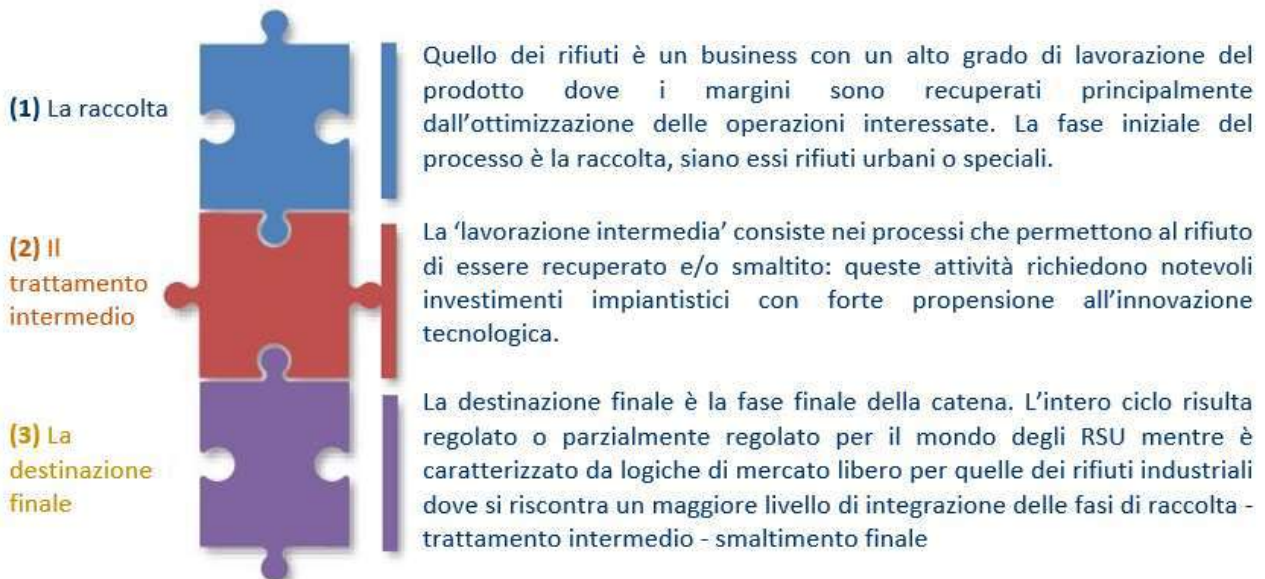 (1) La raccolta
Quello dei rifiuti è un business con un alto grado di lavorazione del
prodotto dove i margini sono recuperati principalmente
dall’ottimizzazione delle operazioni interessate. La fase iniziale del
processo è la raccolta, siano essi rifiuti urbani o speciali.
(2) Il
trattamento
intermedio
La ‘lavorazione intermedia’ consiste nei processi che permettono al rifiuto
di essere recuperato e/o smaltito: queste attività richiedono notevoli
investimenti impiantistici con forte propensione all’innovazione
tecnologica.
(3) La
destinazione
finale
La destinazione finale è la fase finale della catena. L’intero ciclo risulta
regolato o parzialmente regolato per il mondo degli RSU mentre è
caratterizzato da logiche di mercato libero per quelle dei rifiuti industriali
dove si riscontra un maggiore livello di integrazione delle fasi di raccolta -
trattamento intermedio - smaltimento finale